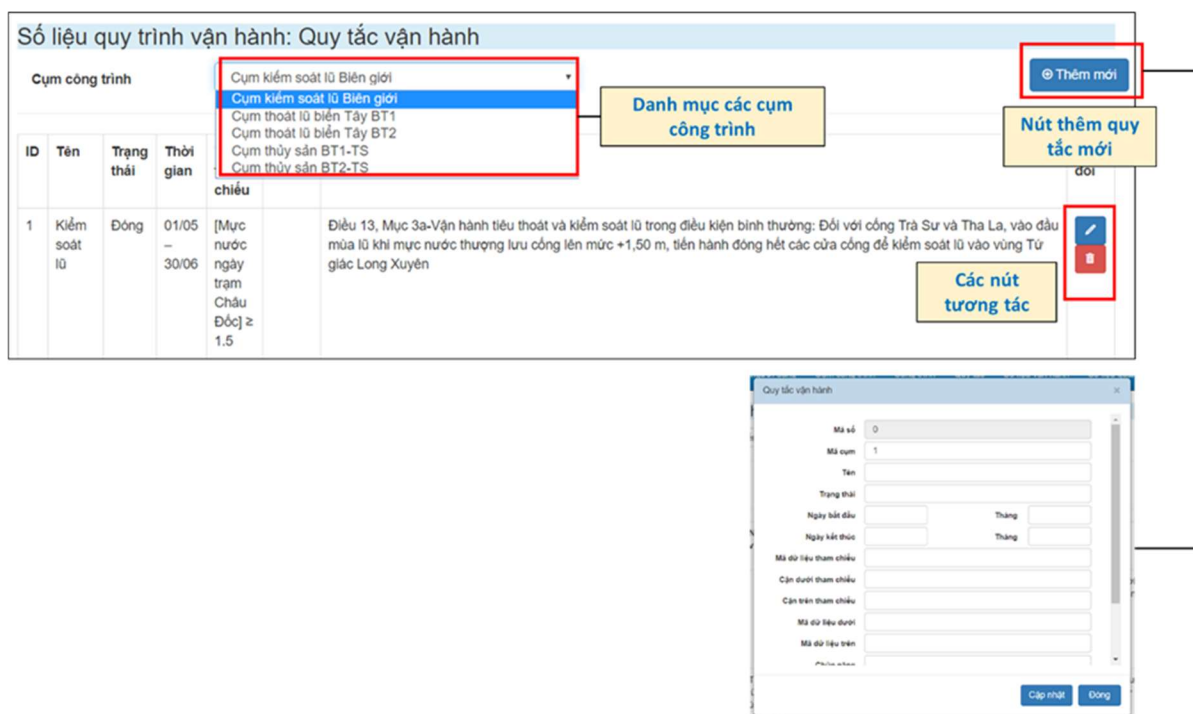 Số liệu quy trình vận hành: Quy tắc vận hành
Cụm công trình
Cụm kiểm soát lũ Biên giới
Thêm mới
Cụm kiểm soát lũ Biên giới
Cụm thoát lũ biển Tây BT1
Cụm thoát lũ biển Tây BT2
Cụm thủy sản BT1-TS
Cụm thủy sản BT2-TS
Danh mục các cụm
công trình
Nút thêm quy
tắc mới
ID Tên Trạng Thời
thái gian
chiếu
đổi
1 Kiểm Đóng 01/05 [Mực Điều 13, Mục 3a-Vận hành tiêu thoát và kiểm soát lũ trong điều kiện bình thường: Đối với cống Trà Sư và Tha La, vào đầu
soát – nước mùa lũ khi mực nước thượng lưu cống lên mức +1,50 m, tiến hành đóng hết các cửa cống để kiểm soát lũ vào vùng Tứ
lũ 30/06 ngày giác Long Xuyên
trạm
Châu
Đốc] ≥
1.5
Các nút
tương tác
Quy tắc vận hành ×
Mã số 0
Mã cụm 1
Tên
Trạng thái
Ngày bắt đầu Tháng
Ngày kết thúc Tháng
Mã dữ liệu tham chiếu
Cận dưới tham chiếu
Cận trên tham chiếu
Mã dữ liệu dưới
Mã dữ liệu trên
Cập nhật Đóng